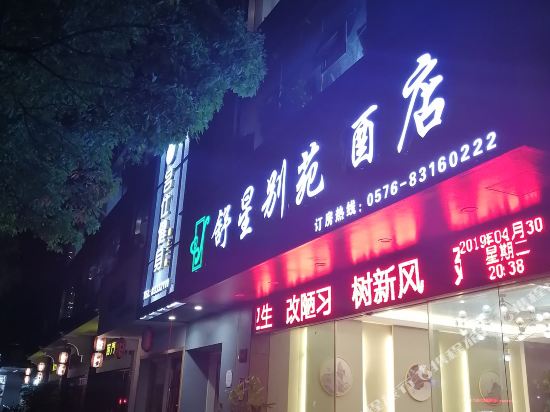 舒星别苑酒店
订房热线：0576-83160222
卫生 改陋习 树新风
2019年04月30
星期二
20:38